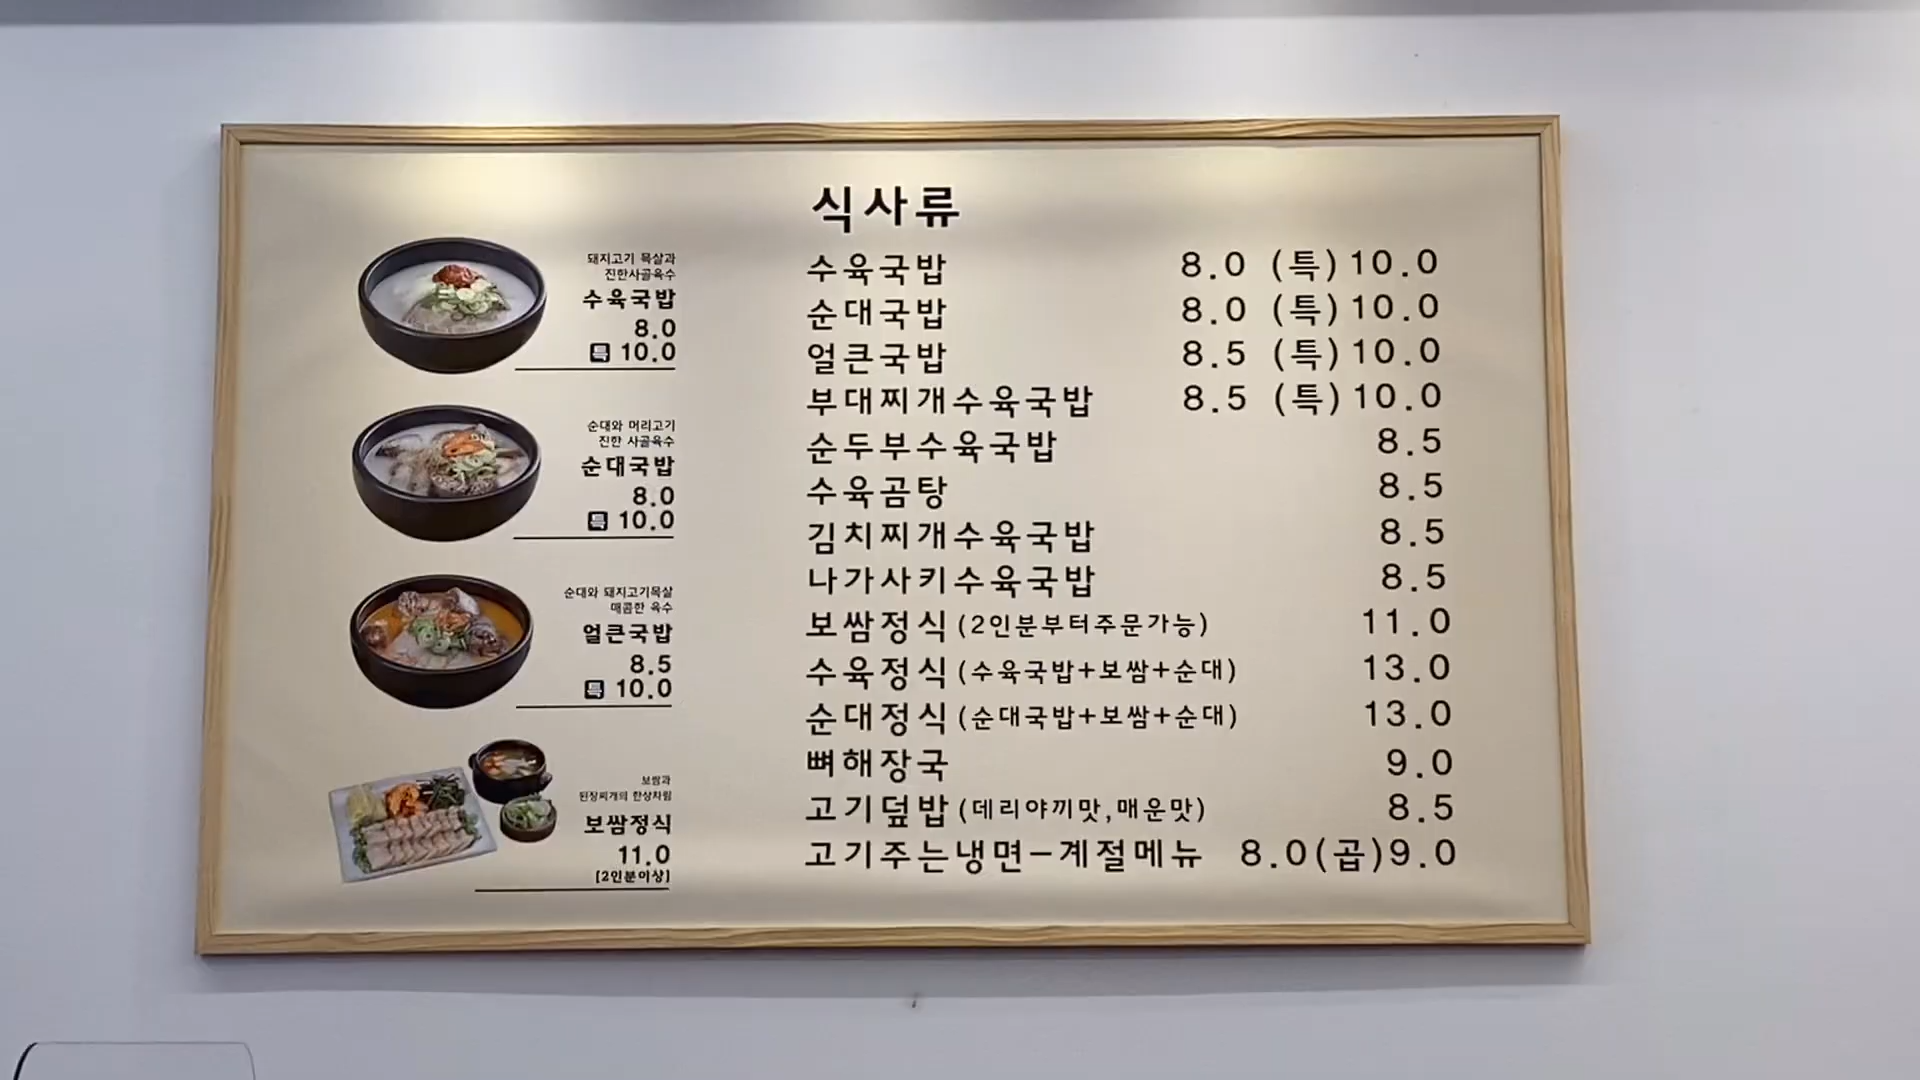 식사류
돼지고기 목살과
진한사골육수
수육국밥
8.0
특 10.0
순대와 머리고기
진한 사골육수
순대국밥
8.0
특 10.0
순대와 돼지고기목살
매콤한 육수
얼큰국밥
8.5
특 10.0
보쌈과
된장찌개의 한상차림
보쌈정식
11.0
[2인분이상]
수육국밥 8.0 (특)10.0
순대국밥 8.0 (특)10.0
얼큰국밥 8.5 (특)10.0
부대찌개수육국밥 8.5 (특)10.0
순두부수육국밥 8.5
수육곰탕 8.5
김치찌개수육국밥 8.5
나가사키수육국밥 8.5
보쌈정식(2인분부터주문가능) 11.0
수육정식(수육국밥+보쌈+순대) 13.0
순대정식(순대국밥+보쌈+순대) 13.0
뼈해장국 9.0
고기덮밥(데리야끼맛,매운맛) 8.5
고기주는냉면-계절메뉴 8.0(곱)9.0